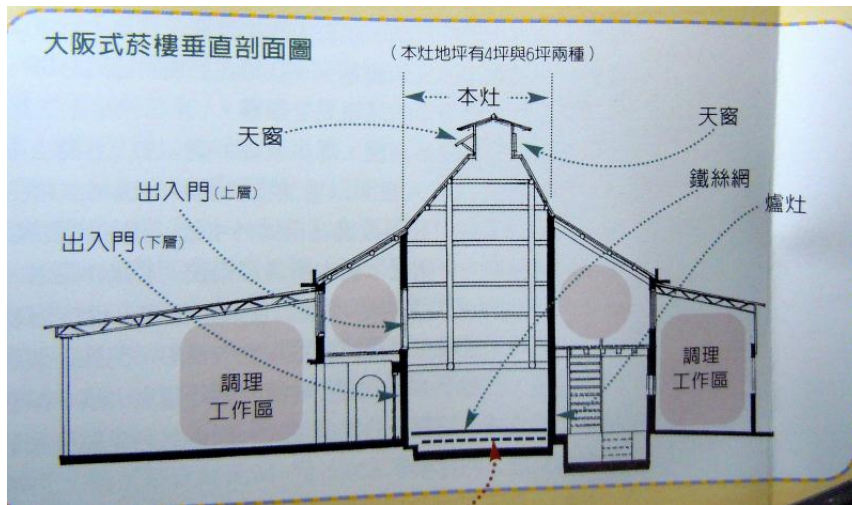 大阪式菸樓垂直剖面圖
（本灶地坪有4坪與6坪兩種）
本灶
天窗
天窗
出入門(上層)
鐵絲網
爐灶
出入門(下層)
調理
工作區
調理
工作區